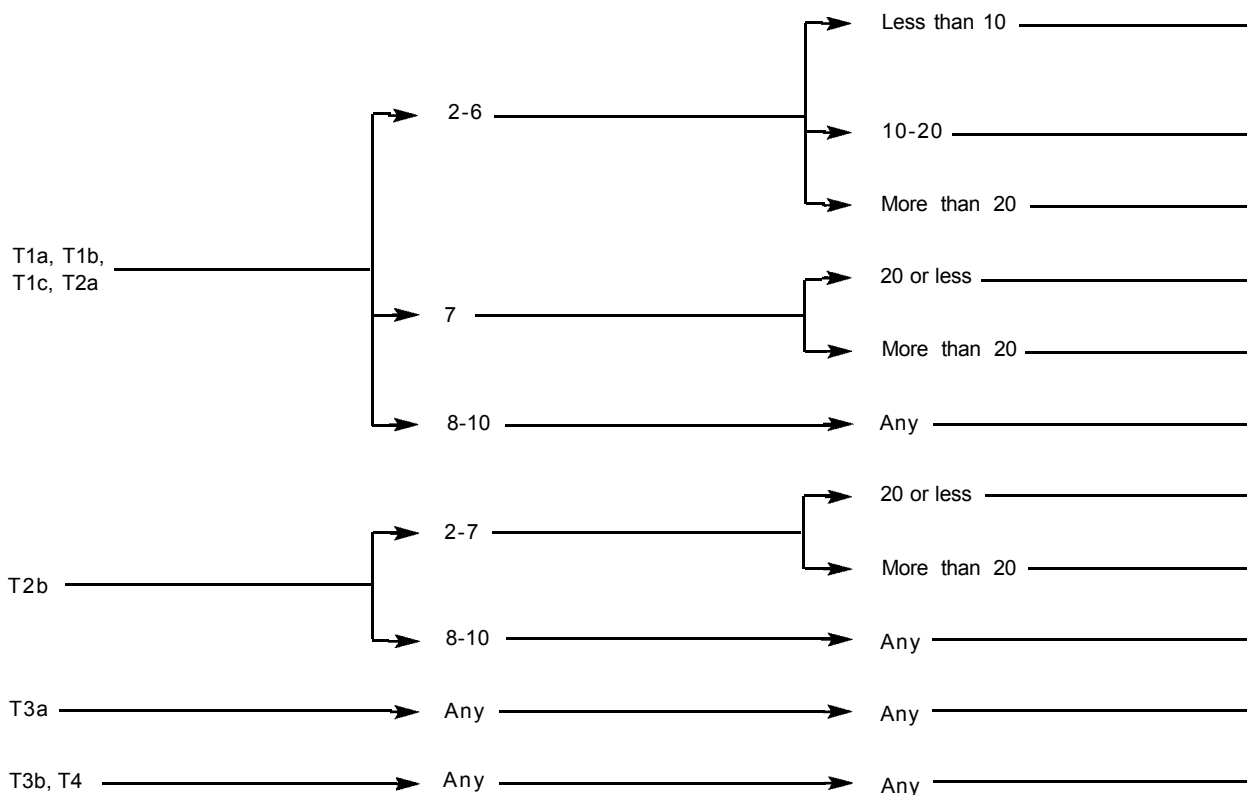 Less than 10
2-6
10-20
More than 20
T1a, T1b,
T1c, T2a
20 or less
7
More than 20
8-10
Any
20 or less
2-7
More than 20
T2b
8-10
Any
T3a
Any
Any
T3b, T4
Any
Any